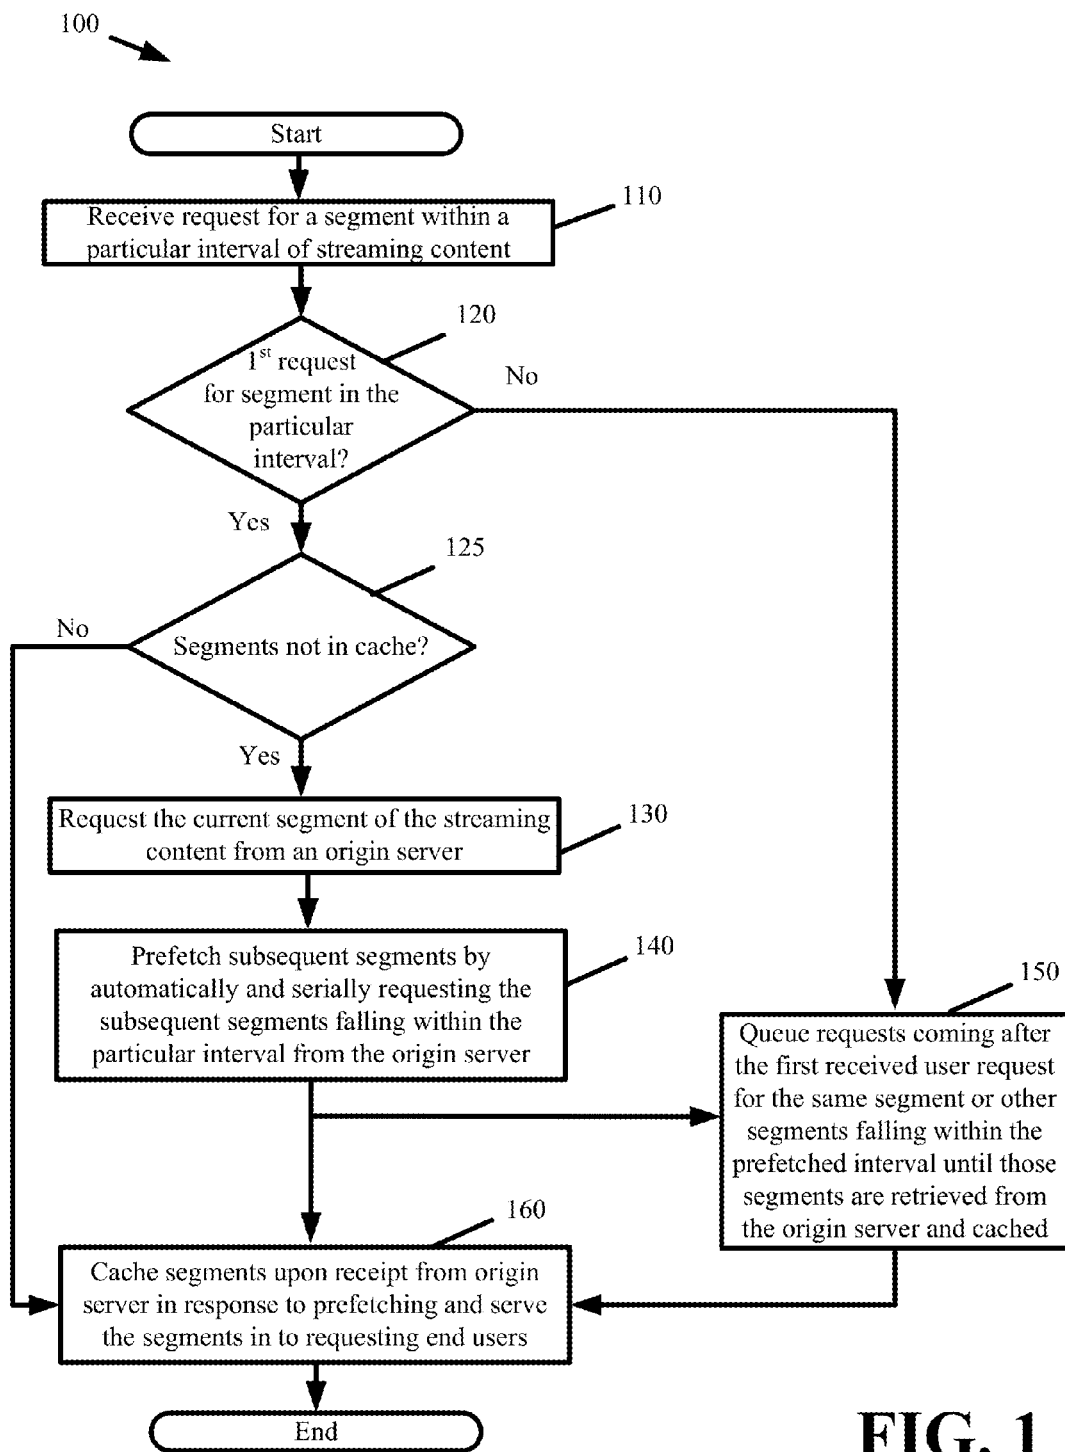 100
Start
Receive request for a segment within a
particular interval of streaming content
110
120
1st request
for segment in the
particular
interval?
No
Yes
125
No
Segments not in cache?
Yes
Request the current segment of the streaming
content from an origin server
130
Prefetch subsequent segments by
automatically and serially requesting the
subsequent segments falling within the
particular interval from the origin server
140
150
Queue requests coming after
the first received user request
for the same segment or other
segments falling within the
prefetched interval until those
segments are retrieved from
the origin server and cached
160
Cache segments upon receipt from origin
server in response to prefetching and serve
the segments in to requesting end users
End
FIG. 1